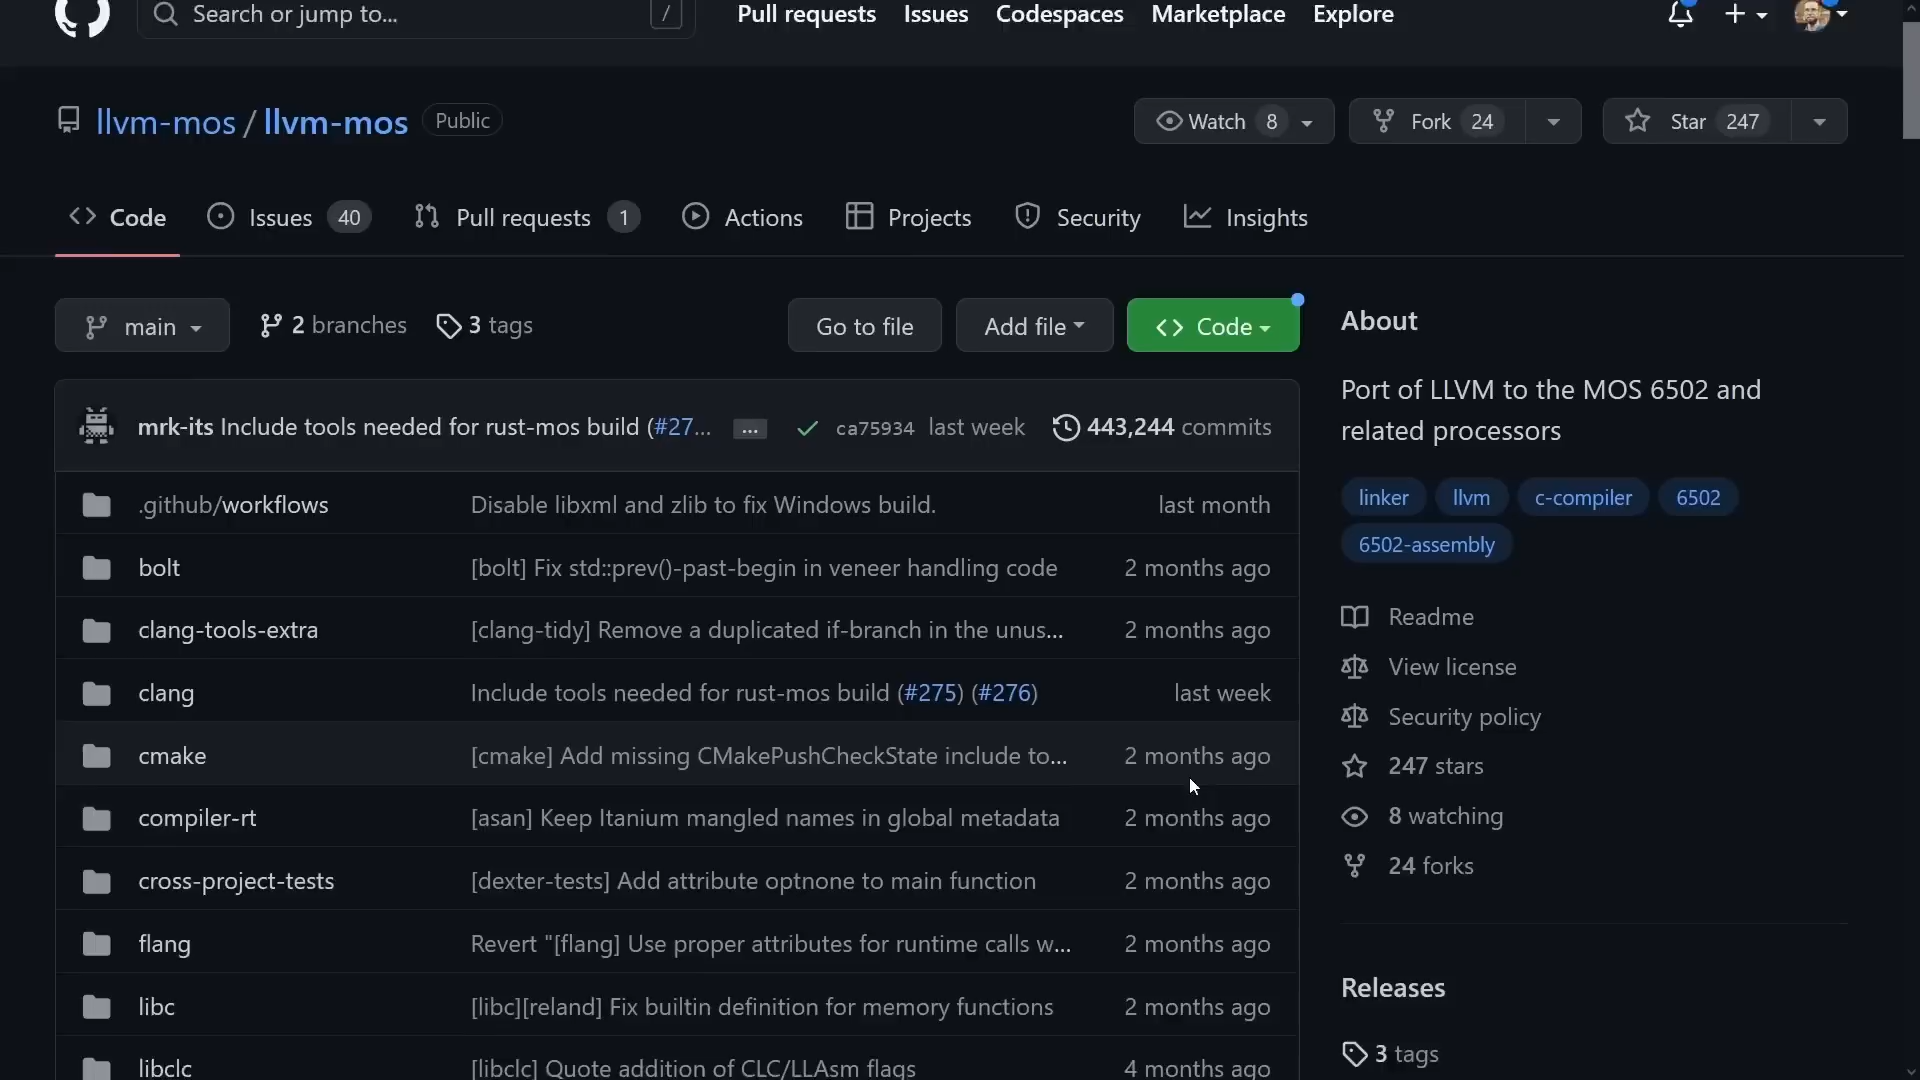 Search or jump to... / Pull requests Issues Codespaces Marketplace Explore
llvm-mos / llvm-mos Public Watch 8 Fork 24 Star 247
Code Issues 40 Pull requests 1 Actions Projects Security Insights
main 2 branches 3 tags Go to file Add file Code
mrk-its Include tools needed for rust-mos build (#27... ... ca75934 last week 443,244 commits
.github/workflows Disable libxml and zlib to fix Windows build. last month
bolt [bolt] Fix std::prev()-past-begin in veneer handling code 2 months ago
clang-tools-extra [clang-tidy] Remove a duplicated if-branch in the unus... 2 months ago
clang Include tools needed for rust-mos build (#275) (#276) last week
cmake [cmake] Add missing CMakePushCheckState include to... 2 months ago
compiler-rt [asan] Keep Itanium mangled names in global metadata 2 months ago
cross-project-tests [dexter-tests] Add attribute optnone to main function 2 months ago
flang Revert "[flang] Use proper attributes for runtime calls w... 2 months ago
libc [libc][reland] Fix builtin definition for memory functions 2 months ago
libclc [libclc] Quote addition of CLC/LLAsm flags 4 months ago
About
Port of LLVM to the MOS 6502 and
related processors
linker llvm c-compiler 6502
6502-assembly
Readme
View license
Security policy
247 stars
8 watching
24 forks
Releases
3 tags